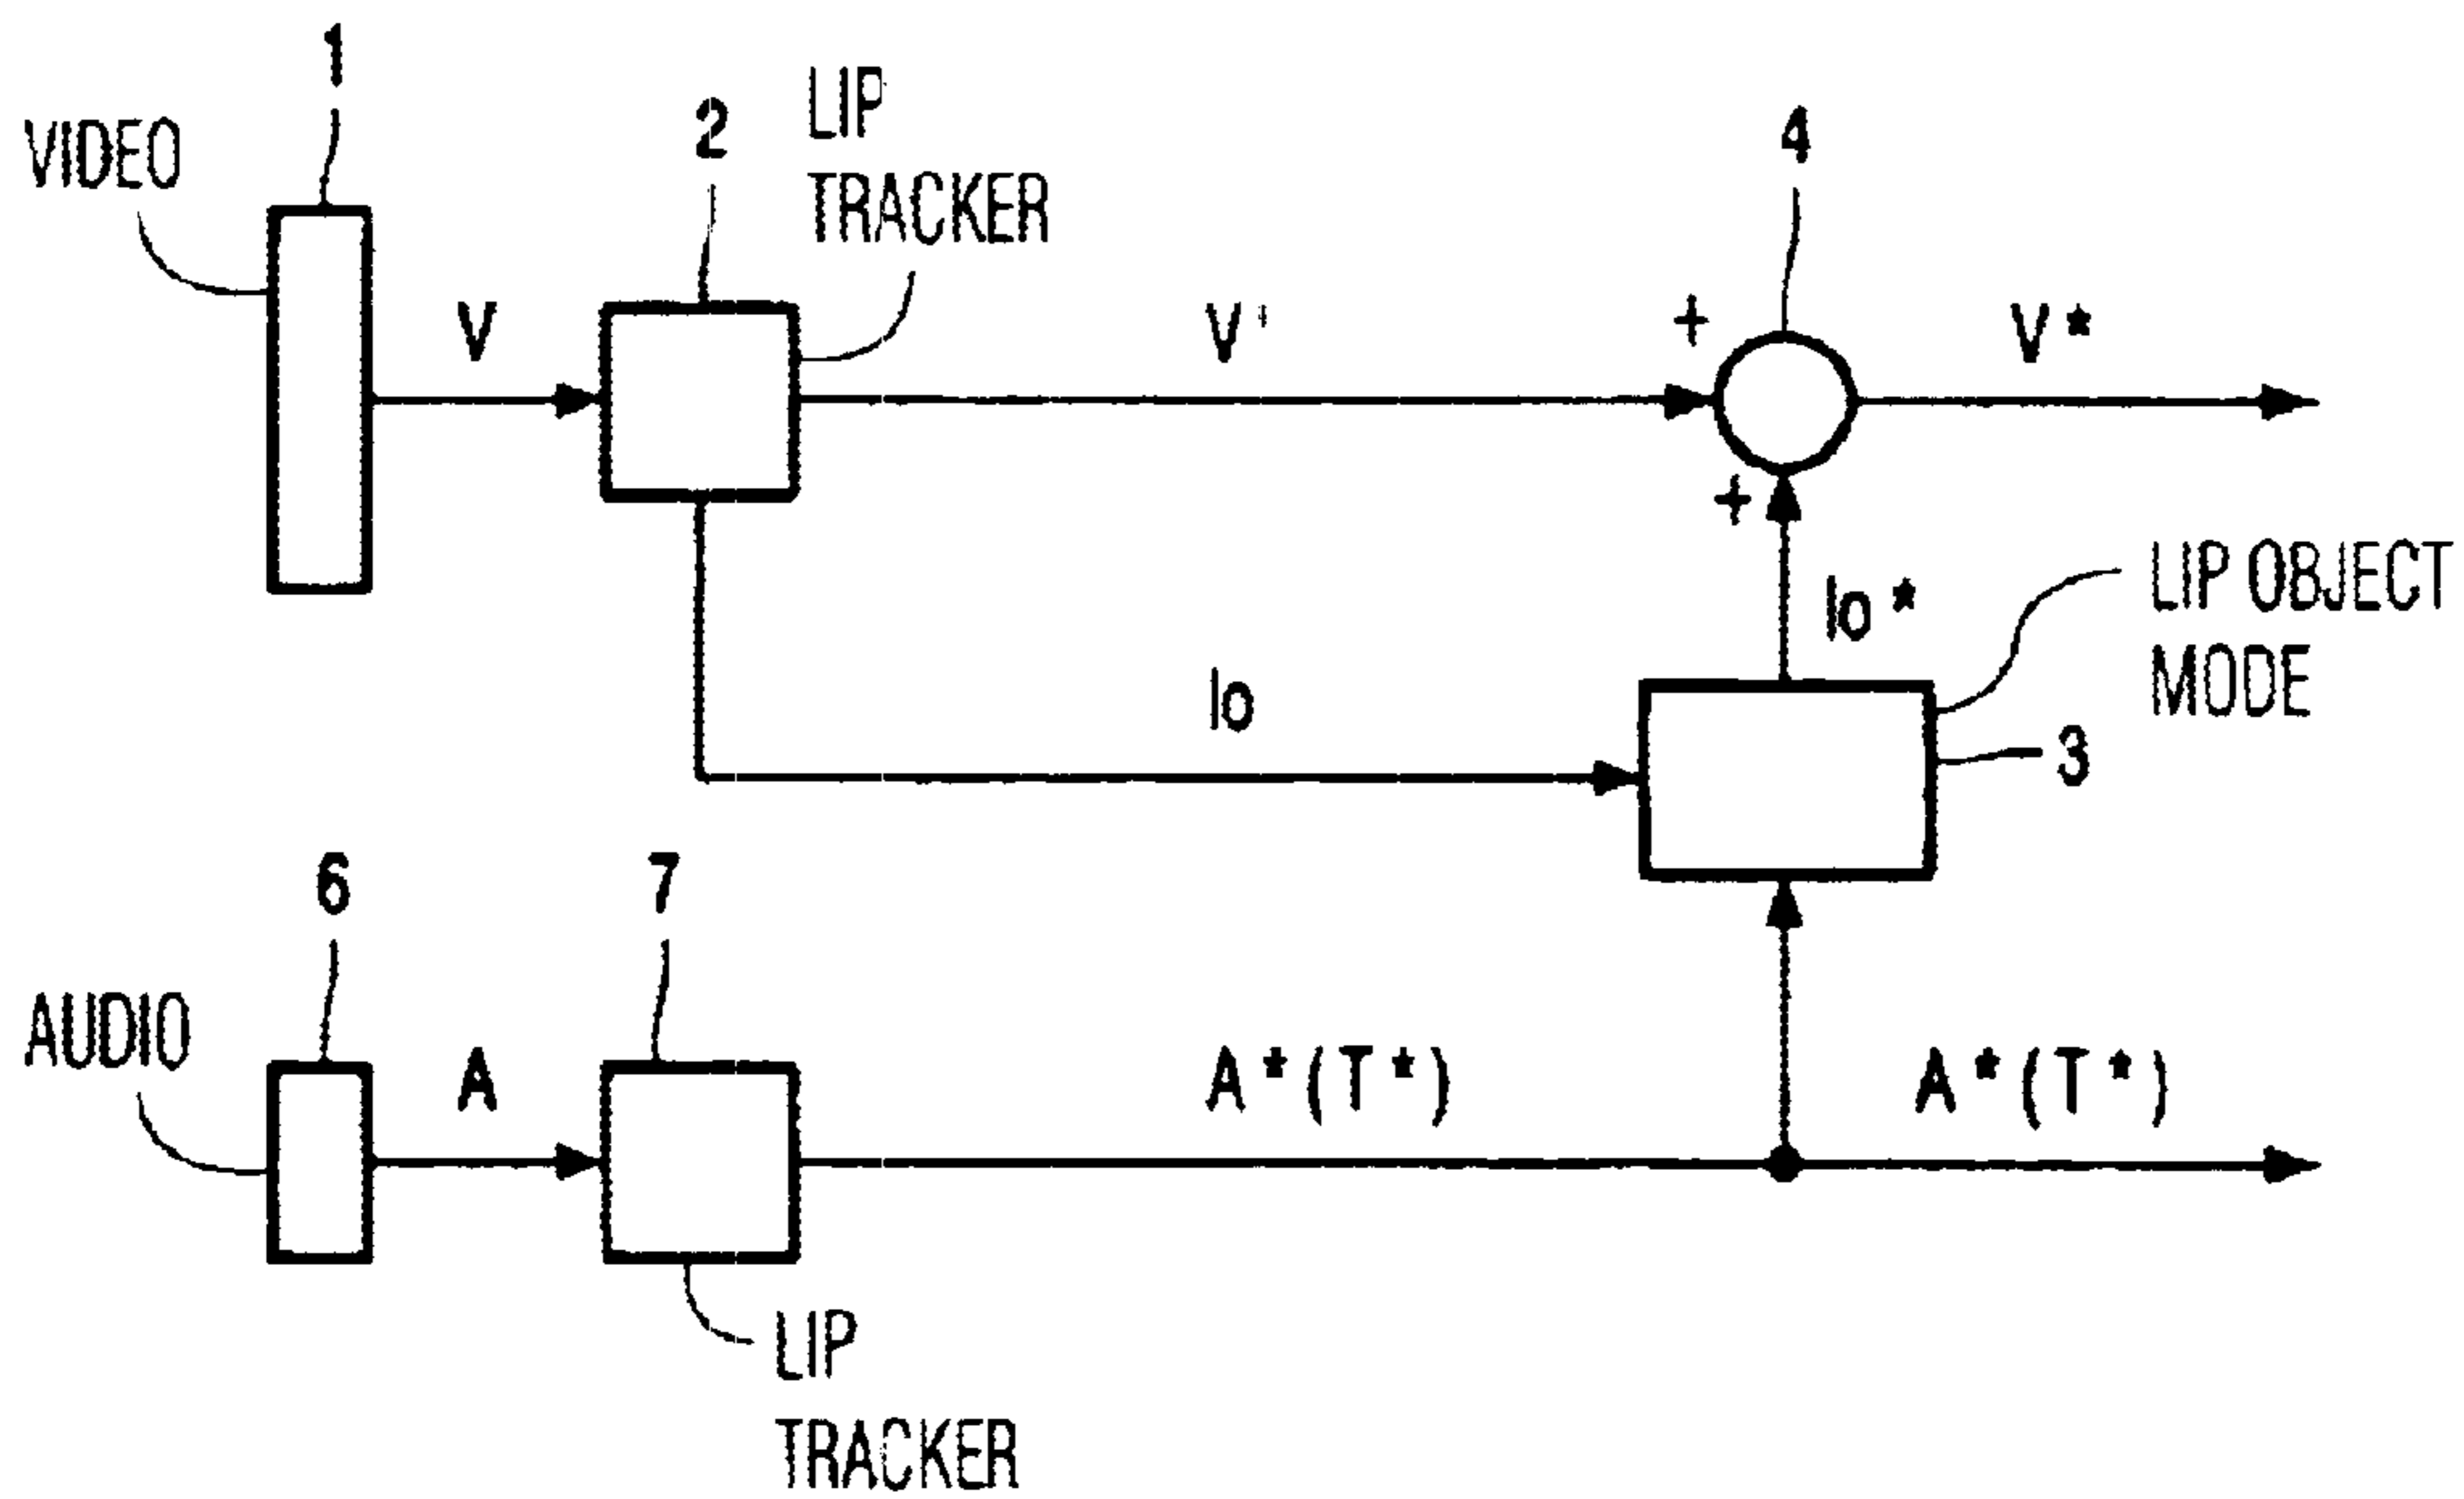 1
VIDEO
2
LIP
TRACKER
4
V
V'
+
V*
+
lo*
LIP OBJECT
MODE
lo
3
6
7
AUDIO
A
A*(T*)
A*(T*)
LIP
TRACKER